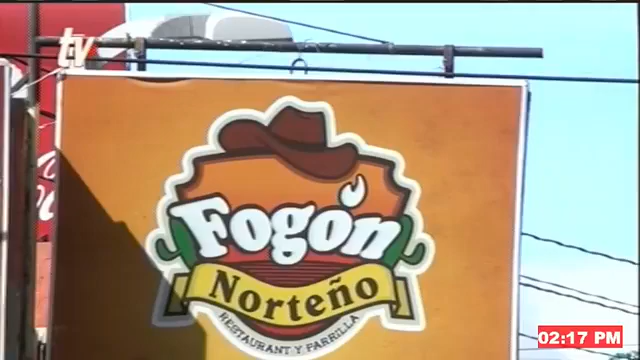 tv
Fogón
Norteño
RESTAURANT Y PARRILLA
02:17 PM